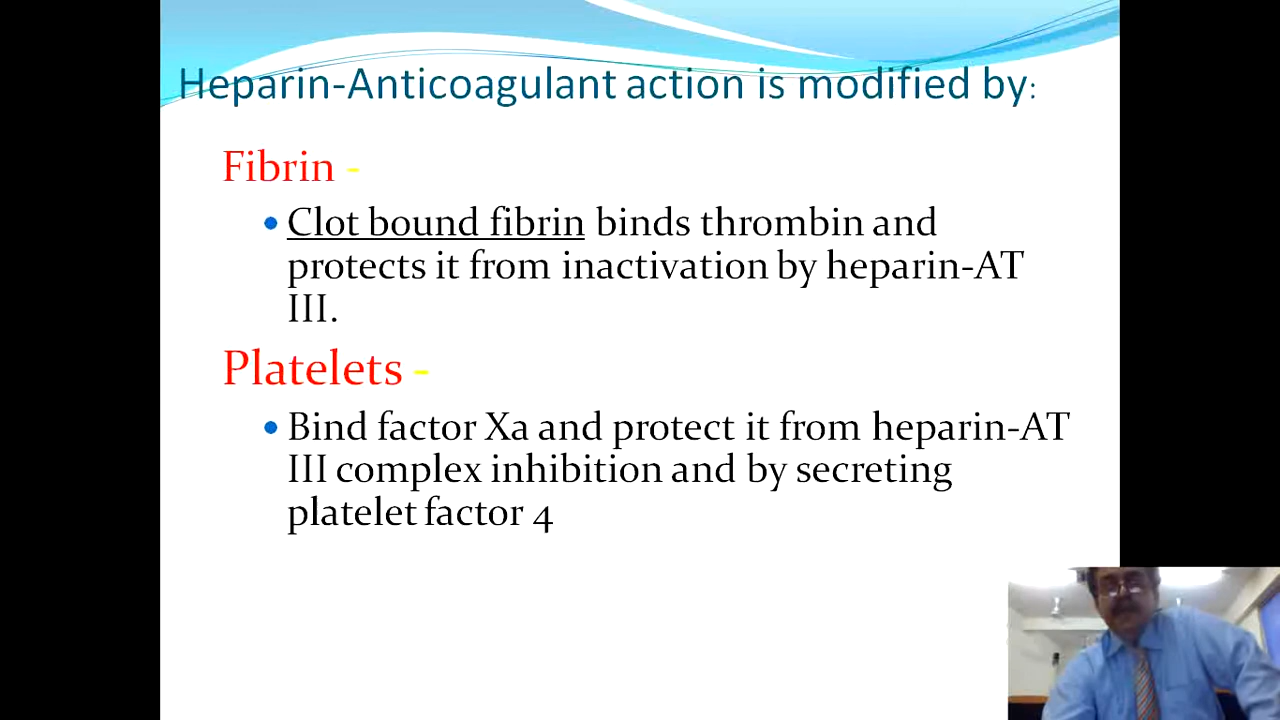 Heparin-Anticoagulant action is modified by:
Fibrin -
• Clot bound fibrin binds thrombin and
protects it from inactivation by heparin-AT
III.
Platelets -
• Bind factor Xa and protect it from heparin-AT
III complex inhibition and by secreting
platelet factor 4